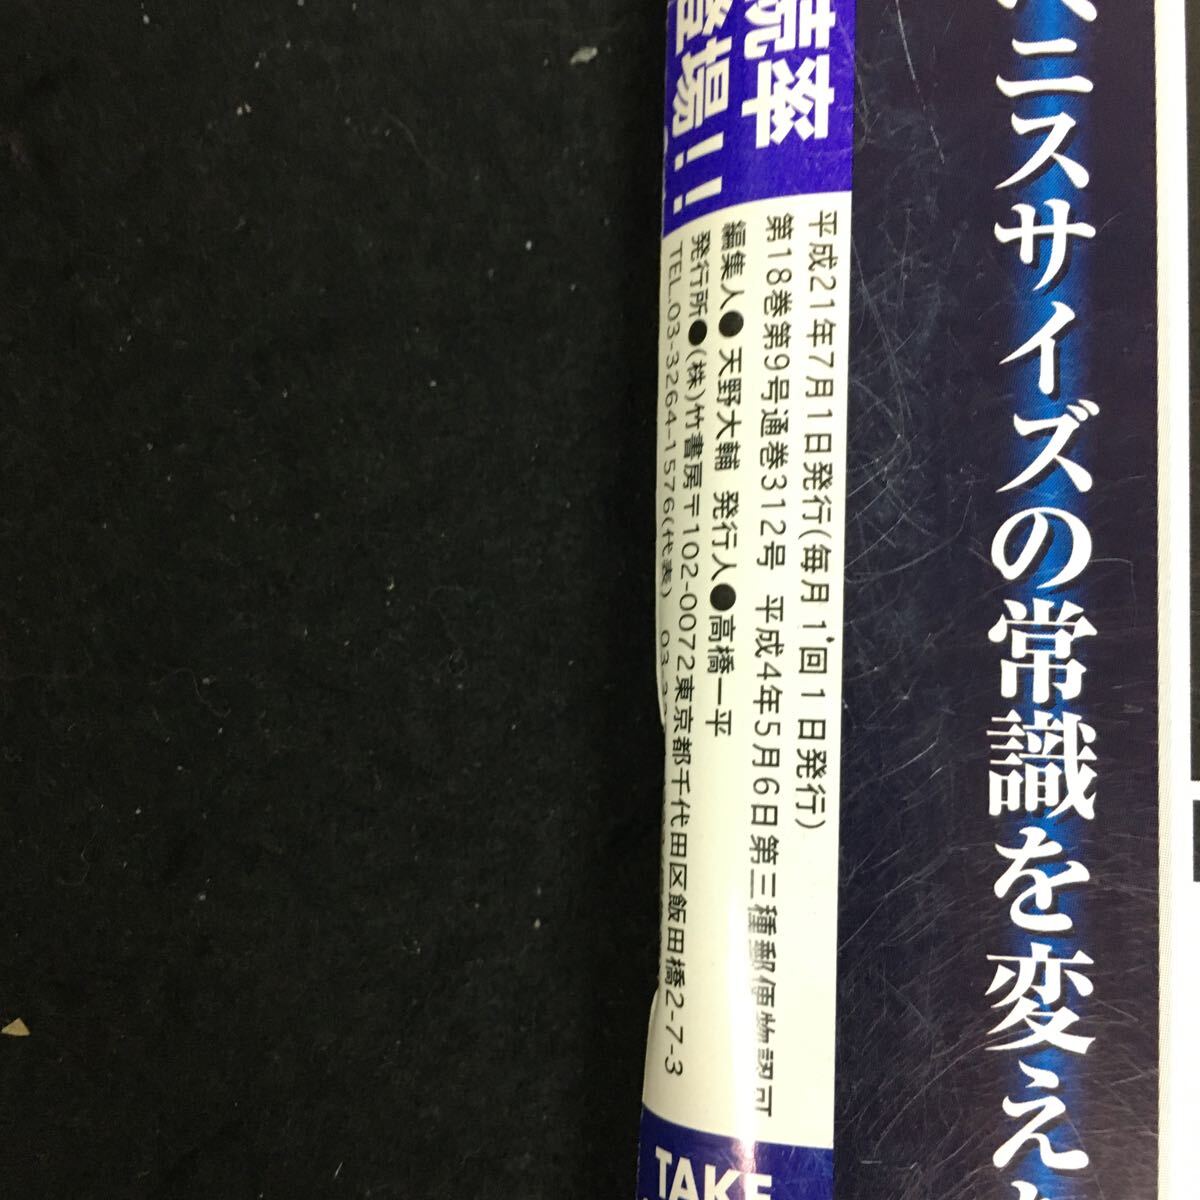 続率
登場!!
平成21年7月1日発行(毎月1回1日発行)
第18巻第9号通巻312号 平成4年5月6日第三種郵便物認可
編集人●天野大輔 発行人●高橋一平
発行所●(株)竹書房〒102-0072東京都千代田区飯田橋2-7-3
TEL.03-3264-1576(代表) 03-32
TAKE
ニスサイズの常識を変え